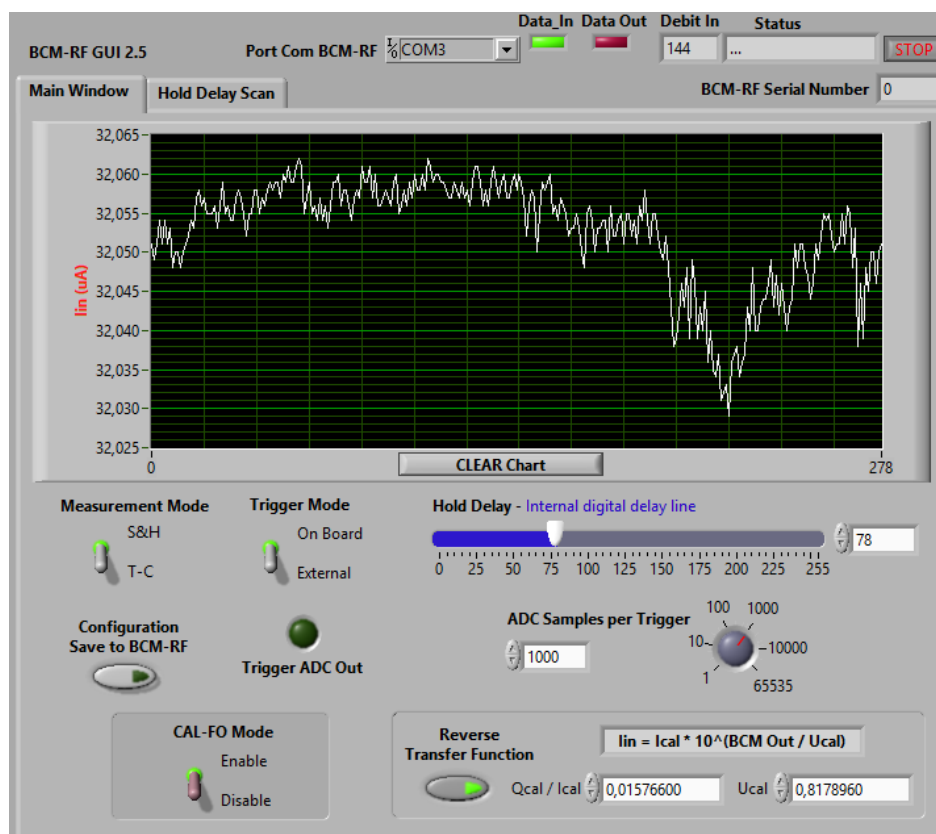 Data_In Data Out Debit In Status
BCM-RF GUI 2.5 Port Com BCM-RF I/O COM3 144 ... STOP
Main Window Hold Delay Scan BCM-RF Serial Number 0
32,065
32,060
32,055
32,050
32,045
32,040
32,035
32,030
32,025
Iin (uA)
0 CLEAR Chart 278
Measurement Mode Trigger Mode Hold Delay - Internal digital delay line
S&H On Board 78
T-C External 0 25 50 75 100 125 150 175 200 225 255
Configuration
Save to BCM-RF
Trigger ADC Out
ADC Samples per Trigger
1000
100 1000
10 10000
1 65535
CAL-FO Mode
Enable
Disable
Reverse
Transfer Function
Iin = Ical * 10^(BCM Out / Ucal)
Qcal / Ical 0,01576600 Ucal 0,8178960